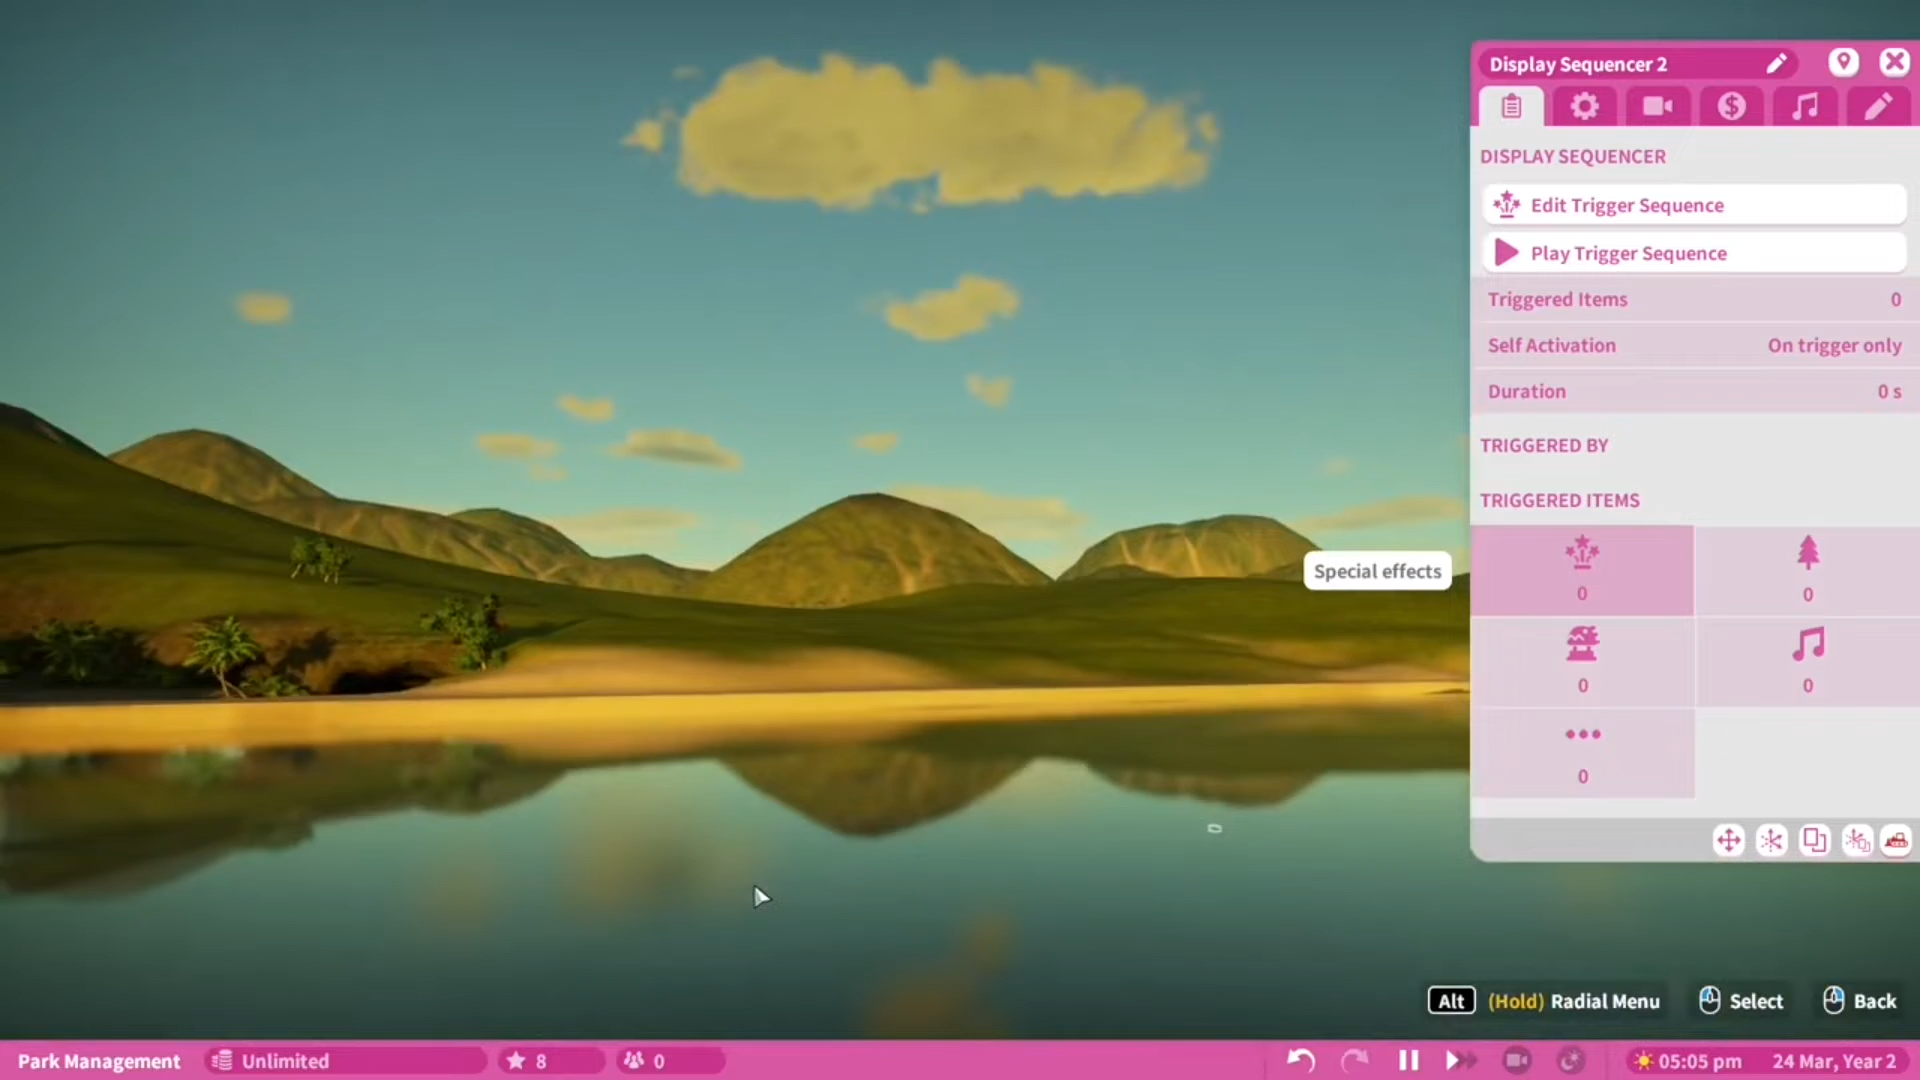 Display Sequencer 2
DISPLAY SEQUENCER
Edit Trigger Sequence
Play Trigger Sequence
Triggered Items 0
Self Activation On trigger only
Duration 0 s
TRIGGERED BY
TRIGGERED ITEMS
Special effects
0 0
0 0
0
Alt (Hold) Radial Menu Select Back
Park Management Unlimited 8 0 05:05 pm 24 Mar, Year 2